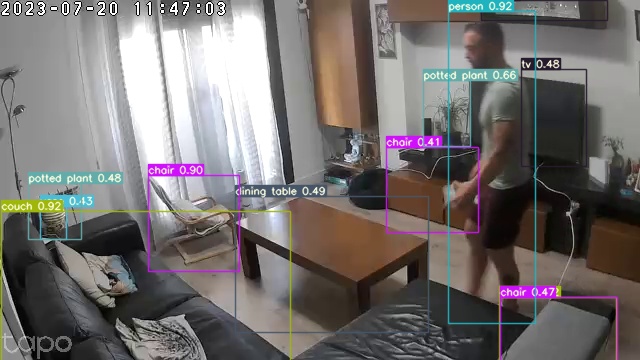 2023-07-20 11:47:03
person 0.92
tv 0.48
potted plant 0.66
chair 0.41
chair 0.90
potted plant 0.48
dining table 0.49
0.43
couch 0.92
chair 0.47
tapo